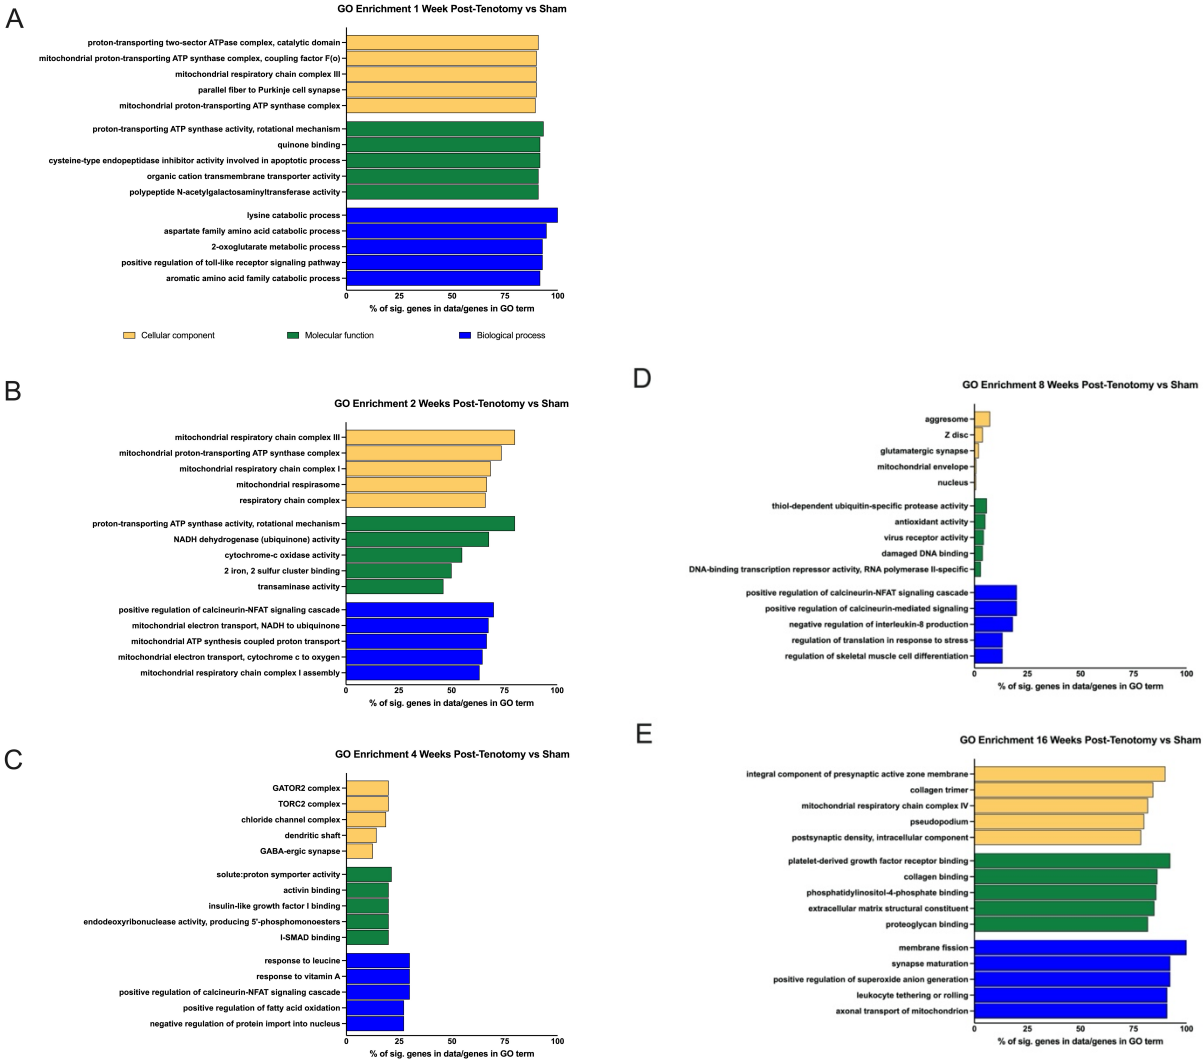 A
GO Enrichment 1 Week Post-Tenotomy vs Sham
proton-transporting two-sector ATPase complex, catalytic domain
mitochondrial proton-transporting ATP synthase complex, coupling factor F(o)
mitochondrial respiratory chain complex III
parallel fiber to Purkinje cell synapse
mitochondrial proton-transporting ATP synthase complex
proton-transporting ATP synthase activity, rotational mechanism
quinone binding
cysteine-type endopeptidase inhibitor activity involved in apoptotic process
organic cation transmembrane transporter activity
polypeptide N-acetylgalactosaminyltransferase activity
lysine catabolic process
aspartate family amino acid catabolic process
2-oxoglutarate metabolic process
positive regulation of toll-like receptor signaling pathway
aromatic amino acid family catabolic process
0 25 50 75 100
% of sig. genes in data/genes in GO term
Cellular component Molecular function Biological process
B
GO Enrichment 2 Weeks Post-Tenotomy vs Sham
mitochondrial respiratory chain complex III
mitochondrial proton-transporting ATP synthase complex
mitochondrial respiratory chain complex I
mitochondrial respirasome
respiratory chain complex
proton-transporting ATP synthase activity, rotational mechanism
NADH dehydrogenase (ubiquinone) activity
cytochrome-c oxidase activity
2 iron, 2 sulfur cluster binding
transaminase activity
positive regulation of calcineurin-NFAT signaling cascade
mitochondrial electron transport, NADH to ubiquinone
mitochondrial ATP synthesis coupled proton transport
mitochondrial electron transport, cytochrome c to oxygen
mitochondrial respiratory chain complex I assembly
0 25 50 75 100
% of sig. genes in data/genes in GO term
C
GO Enrichment 4 Weeks Post-Tenotomy vs Sham
GATOR2 complex
TORC2 complex
chloride channel complex
dendritic shaft
GABA-ergic synapse
solute:proton symporter activity
activin binding
insulin-like growth factor I binding
endodeoxyribonuclease activity, producing 5'-phosphomonoesters
I-SMAD binding
response to leucine
response to vitamin A
positive regulation of calcineurin-NFAT signaling cascade
positive regulation of fatty acid oxidation
negative regulation of protein import into nucleus
0 25 50 75 100
% of sig. genes in data/genes in GO term
D
GO Enrichment 8 Weeks Post-Tenotomy vs Sham
aggresome
Z disc
glutamatergic synapse
mitochondrial envelope
nucleus
thiol-dependent ubiquitin-specific protease activity
antioxidant activity
virus receptor activity
damaged DNA binding
DNA-binding transcription repressor activity, RNA polymerase II-specific
positive regulation of calcineurin-NFAT signaling cascade
positive regulation of calcineurin-mediated signaling
negative regulation of interleukin-8 production
regulation of translation in response to stress
regulation of skeletal muscle cell differentiation
0 25 50 75 100
% of sig. genes in data/genes in GO term
E
GO Enrichment 16 Weeks Post-Tenotomy vs Sham
integral component of presynaptic active zone membrane
collagen trimer
mitochondrial respiratory chain complex IV
pseudopodium
postsynaptic density, intracellular component
platelet-derived growth factor receptor binding
collagen binding
phosphatidylinositol-4-phosphate binding
extracellular matrix structural constituent
proteoglycan binding
membrane fission
synapse maturation
positive regulation of superoxide anion generation
leukocyte tethering or rolling
axonal transport of mitochondrion
0 25 50 75 100
% of sig. genes in data/genes in GO term